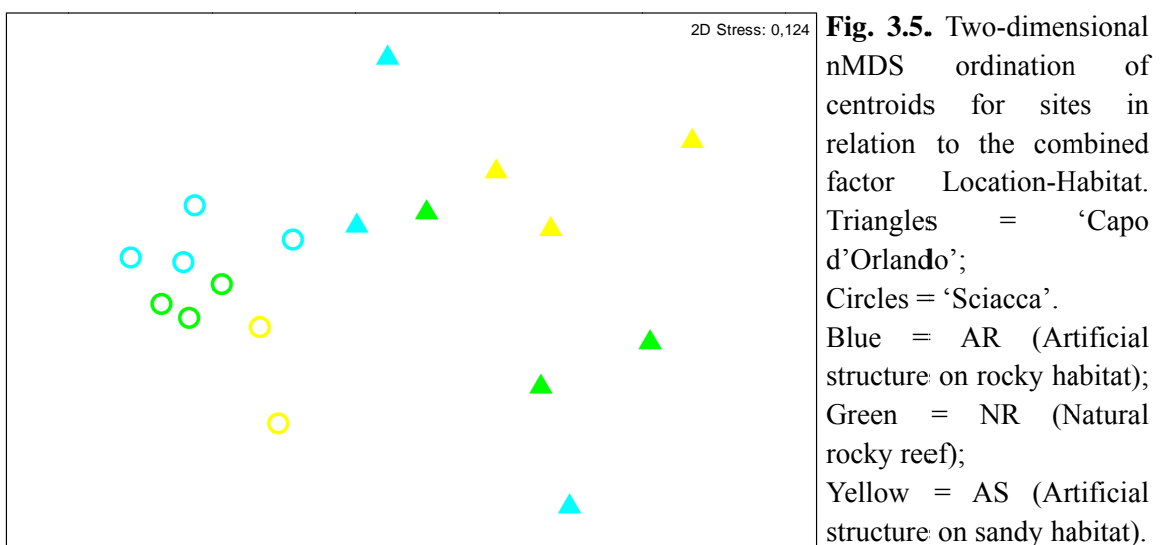 2D Stress: 0,124
Fig. 3.5. Two-dimensional
nMDS ordination of
centroids for sites in
relation to the combined
factor Location-Habitat.
Triangles = ‘Capo
d’Orlando’;
Circles = ‘Sciacca’.
Blue = AR (Artificial
structure on rocky habitat);
Green = NR (Natural
rocky reef);
Yellow = AS (Artificial
structure on sandy habitat).